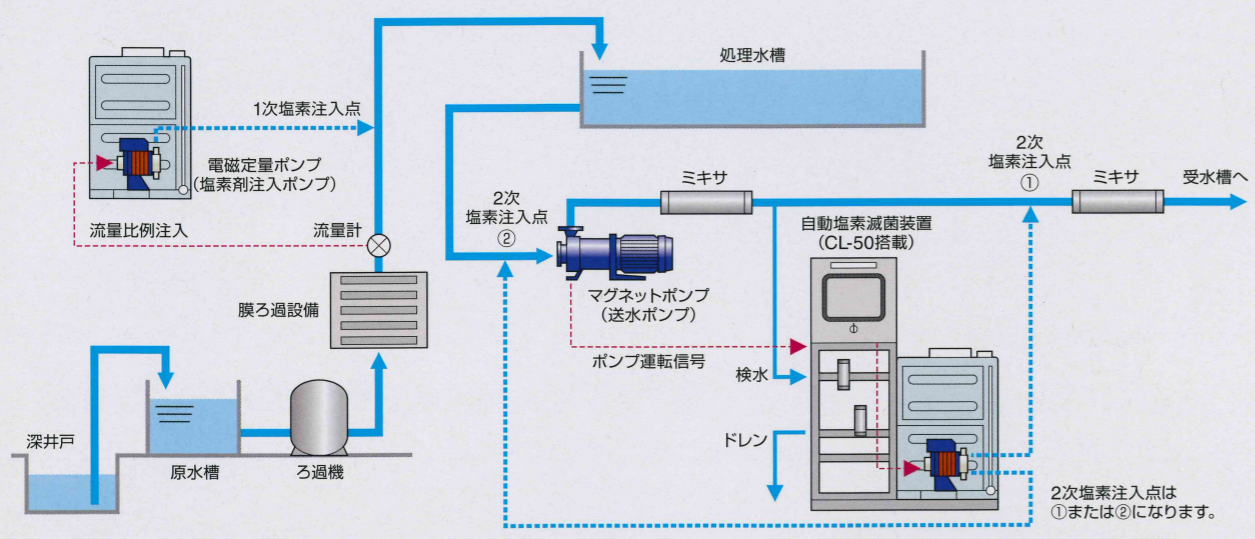 処理水槽
1次塩素注入点
電磁定量ポンプ
(塩素剤注入ポンプ)
流量比例注入
流量計
膜ろ過設備
深井戸
原水槽
ろ過機
2次
塩素注入点
②
ミキサ
マグネットポンプ
(送水ポンプ)
ポンプ運転信号
自動塩素滅菌装置
(CL-50搭載)
検水
ドレン
2次
塩素注入点
①
ミキサ
受水槽へ
2次塩素注入点は
①または②になります。